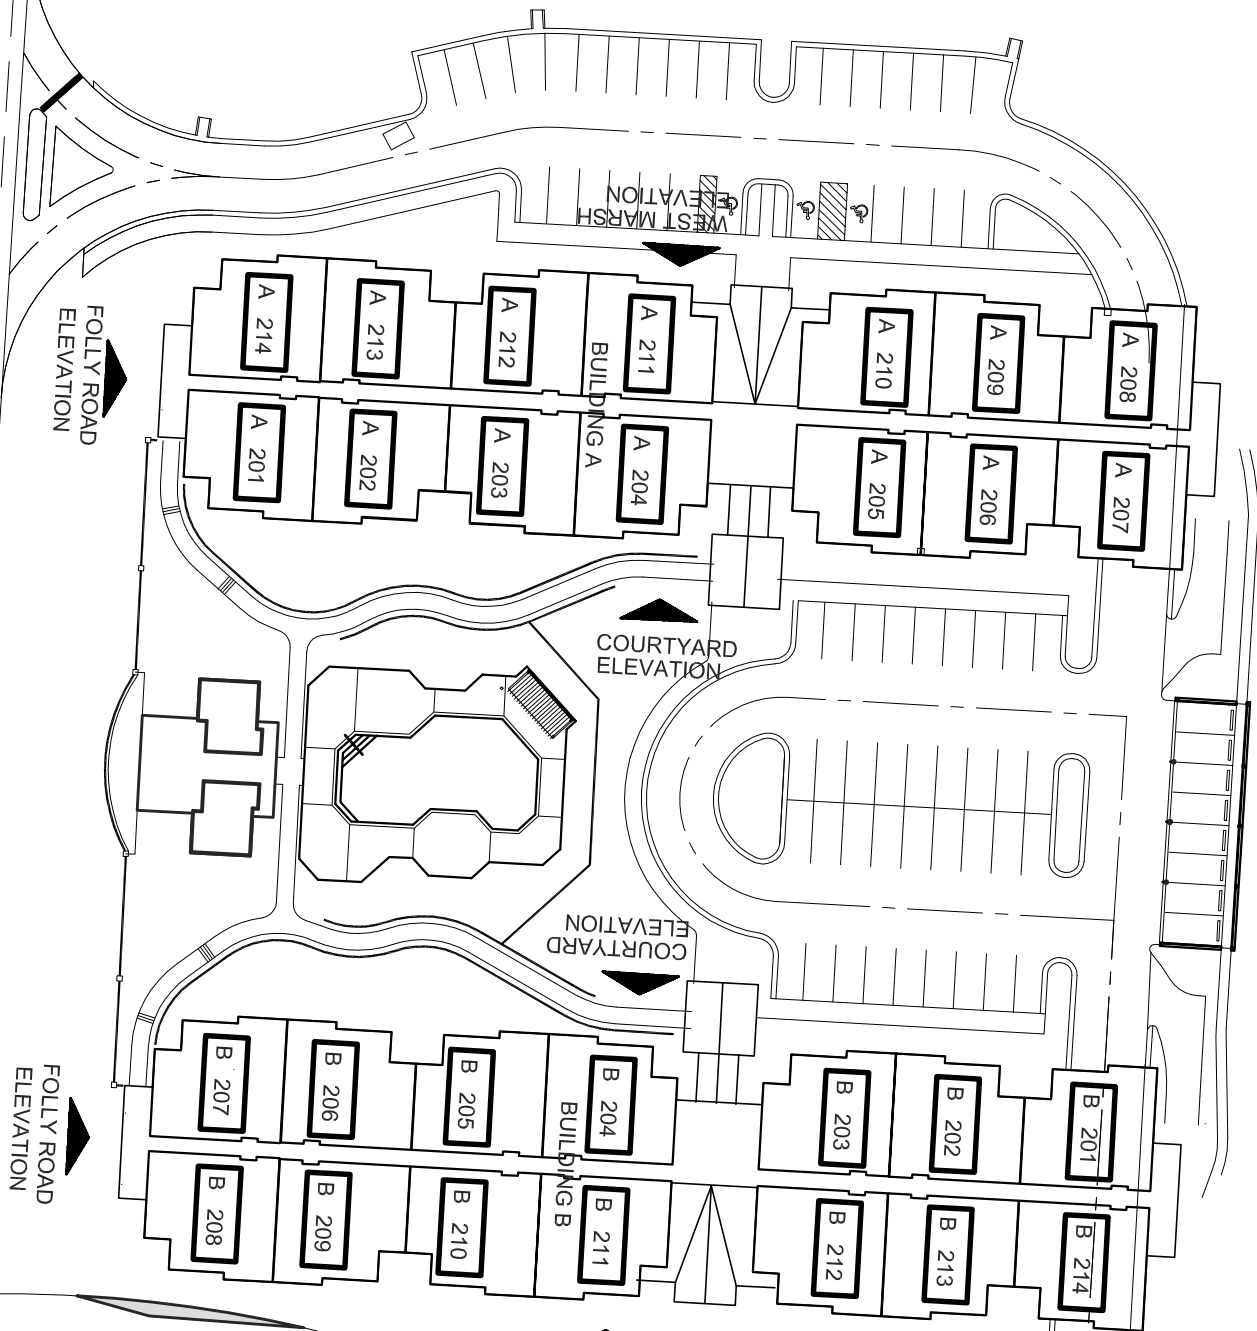 WEST MARSH
ELEVATION
FOLLY ROAD
ELEVATION
A 214
A 213
A 212
A 211
A 210
A 209
A 208
BUILDING A
A 201
A 202
A 203
A 204
A 205
A 206
A 207
COURTYARD
ELEVATION
COURTYARD
ELEVATION
FOLLY ROAD
ELEVATION
B 207
B 206
B 205
B 204
B 203
B 202
B 201
BUILDING B
B 208
B 209
B 210
B 211
B 212
B 213
B 214